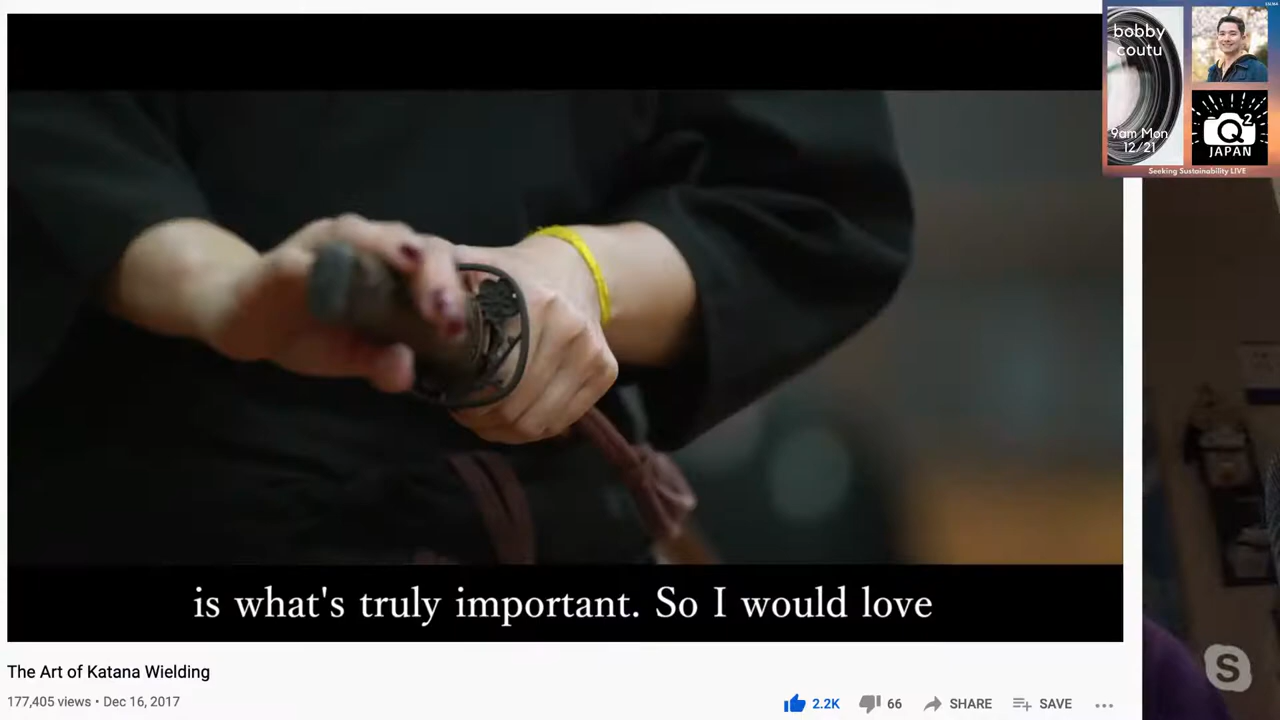 bobby
coutu
9am Mon
12/21
Q2
JAPAN
Seeking Sustainability LIVE
is what's truly important. So I would love
The Art of Katana Wielding
177,405 views • Dec 16, 2017
2.2K 66 SHARE SAVE